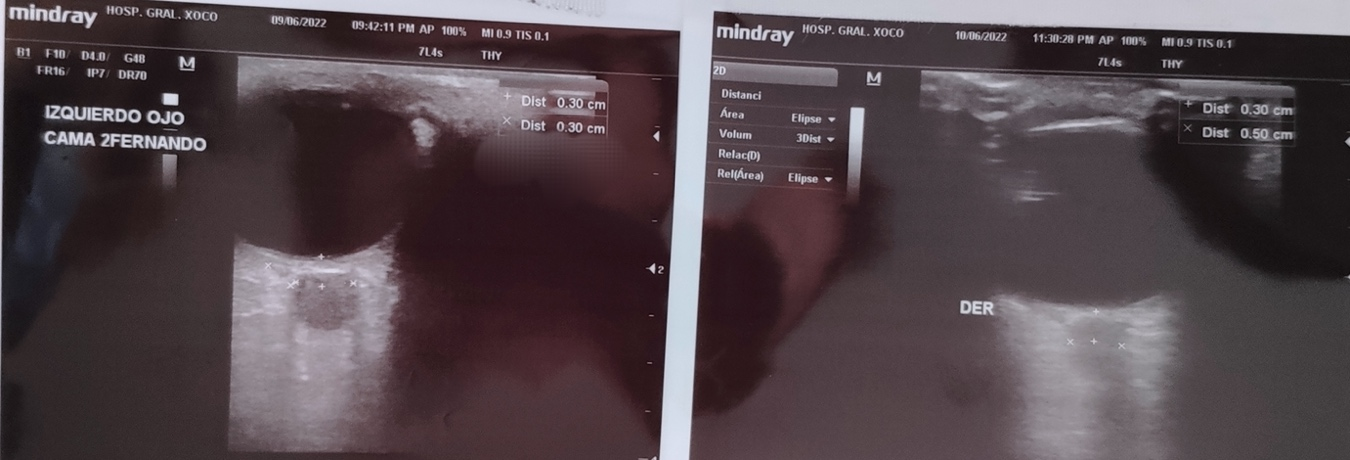 mindray HOSP. GRAL. XOCO 09/06/2022 09:42:11 PM AP 100% MI 0.9 TIS 0.1
7L4s THY
B1 F10/ D4.0/ G48
FR16/ IP7/ DR70
M
IZQUIERDO OJO
CAMA 2FERNANDO
+ Dist 0.30 cm
× Dist 0.30 cm
2
mindray HOSP. GRAL. XOCO 10/06/2022 11:30:28 PM AP 100% MI 0.9 TIS 0.1
7L4s THY
2D
M
Distanci
Área Elipse
Volum 3Dist
Relac(D)
Rel(Área) Elipse
+ Dist 0.30 cm
× Dist 0.50 cm
DER